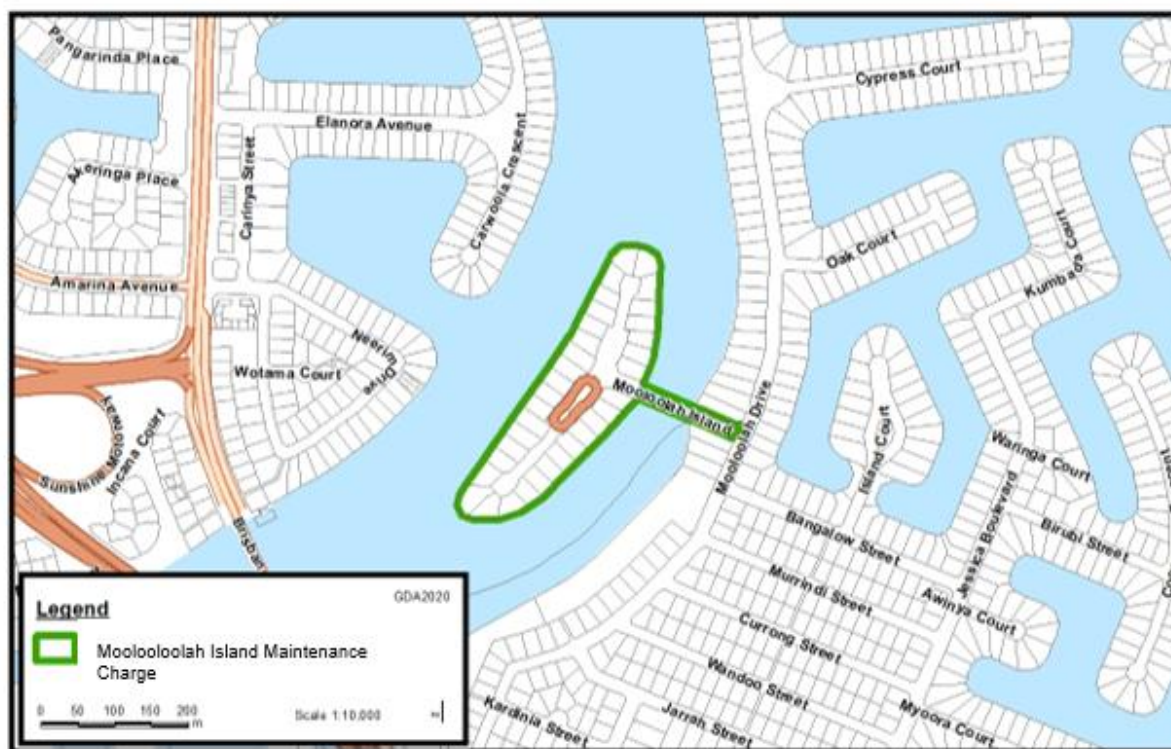 Pangarinda Place
Cypress Court
Elanora Avenue
Carwoola Crescent
Carinya Street
Akeringa Place
Oak Court
Kumbada Court
Amarina Avenue
Neerim
Drive
Wotama Court
Mooloolah Island
Mooloolah Drive
Island Court
Waringa Court
Sunshine Motorway
Incana Court
Jessica Boulevard
Bangalow Street
Birubi Street
Brisban
Murrindi Street
Awinya Court
Currong Street
Wandoo Street
Myoora Court
Kardinia Street
Jarrah Street
Legend
GDA2020
Moolooloolah Island Maintenance
Charge
0 50 100 150 200
m
Scale 1:10,000